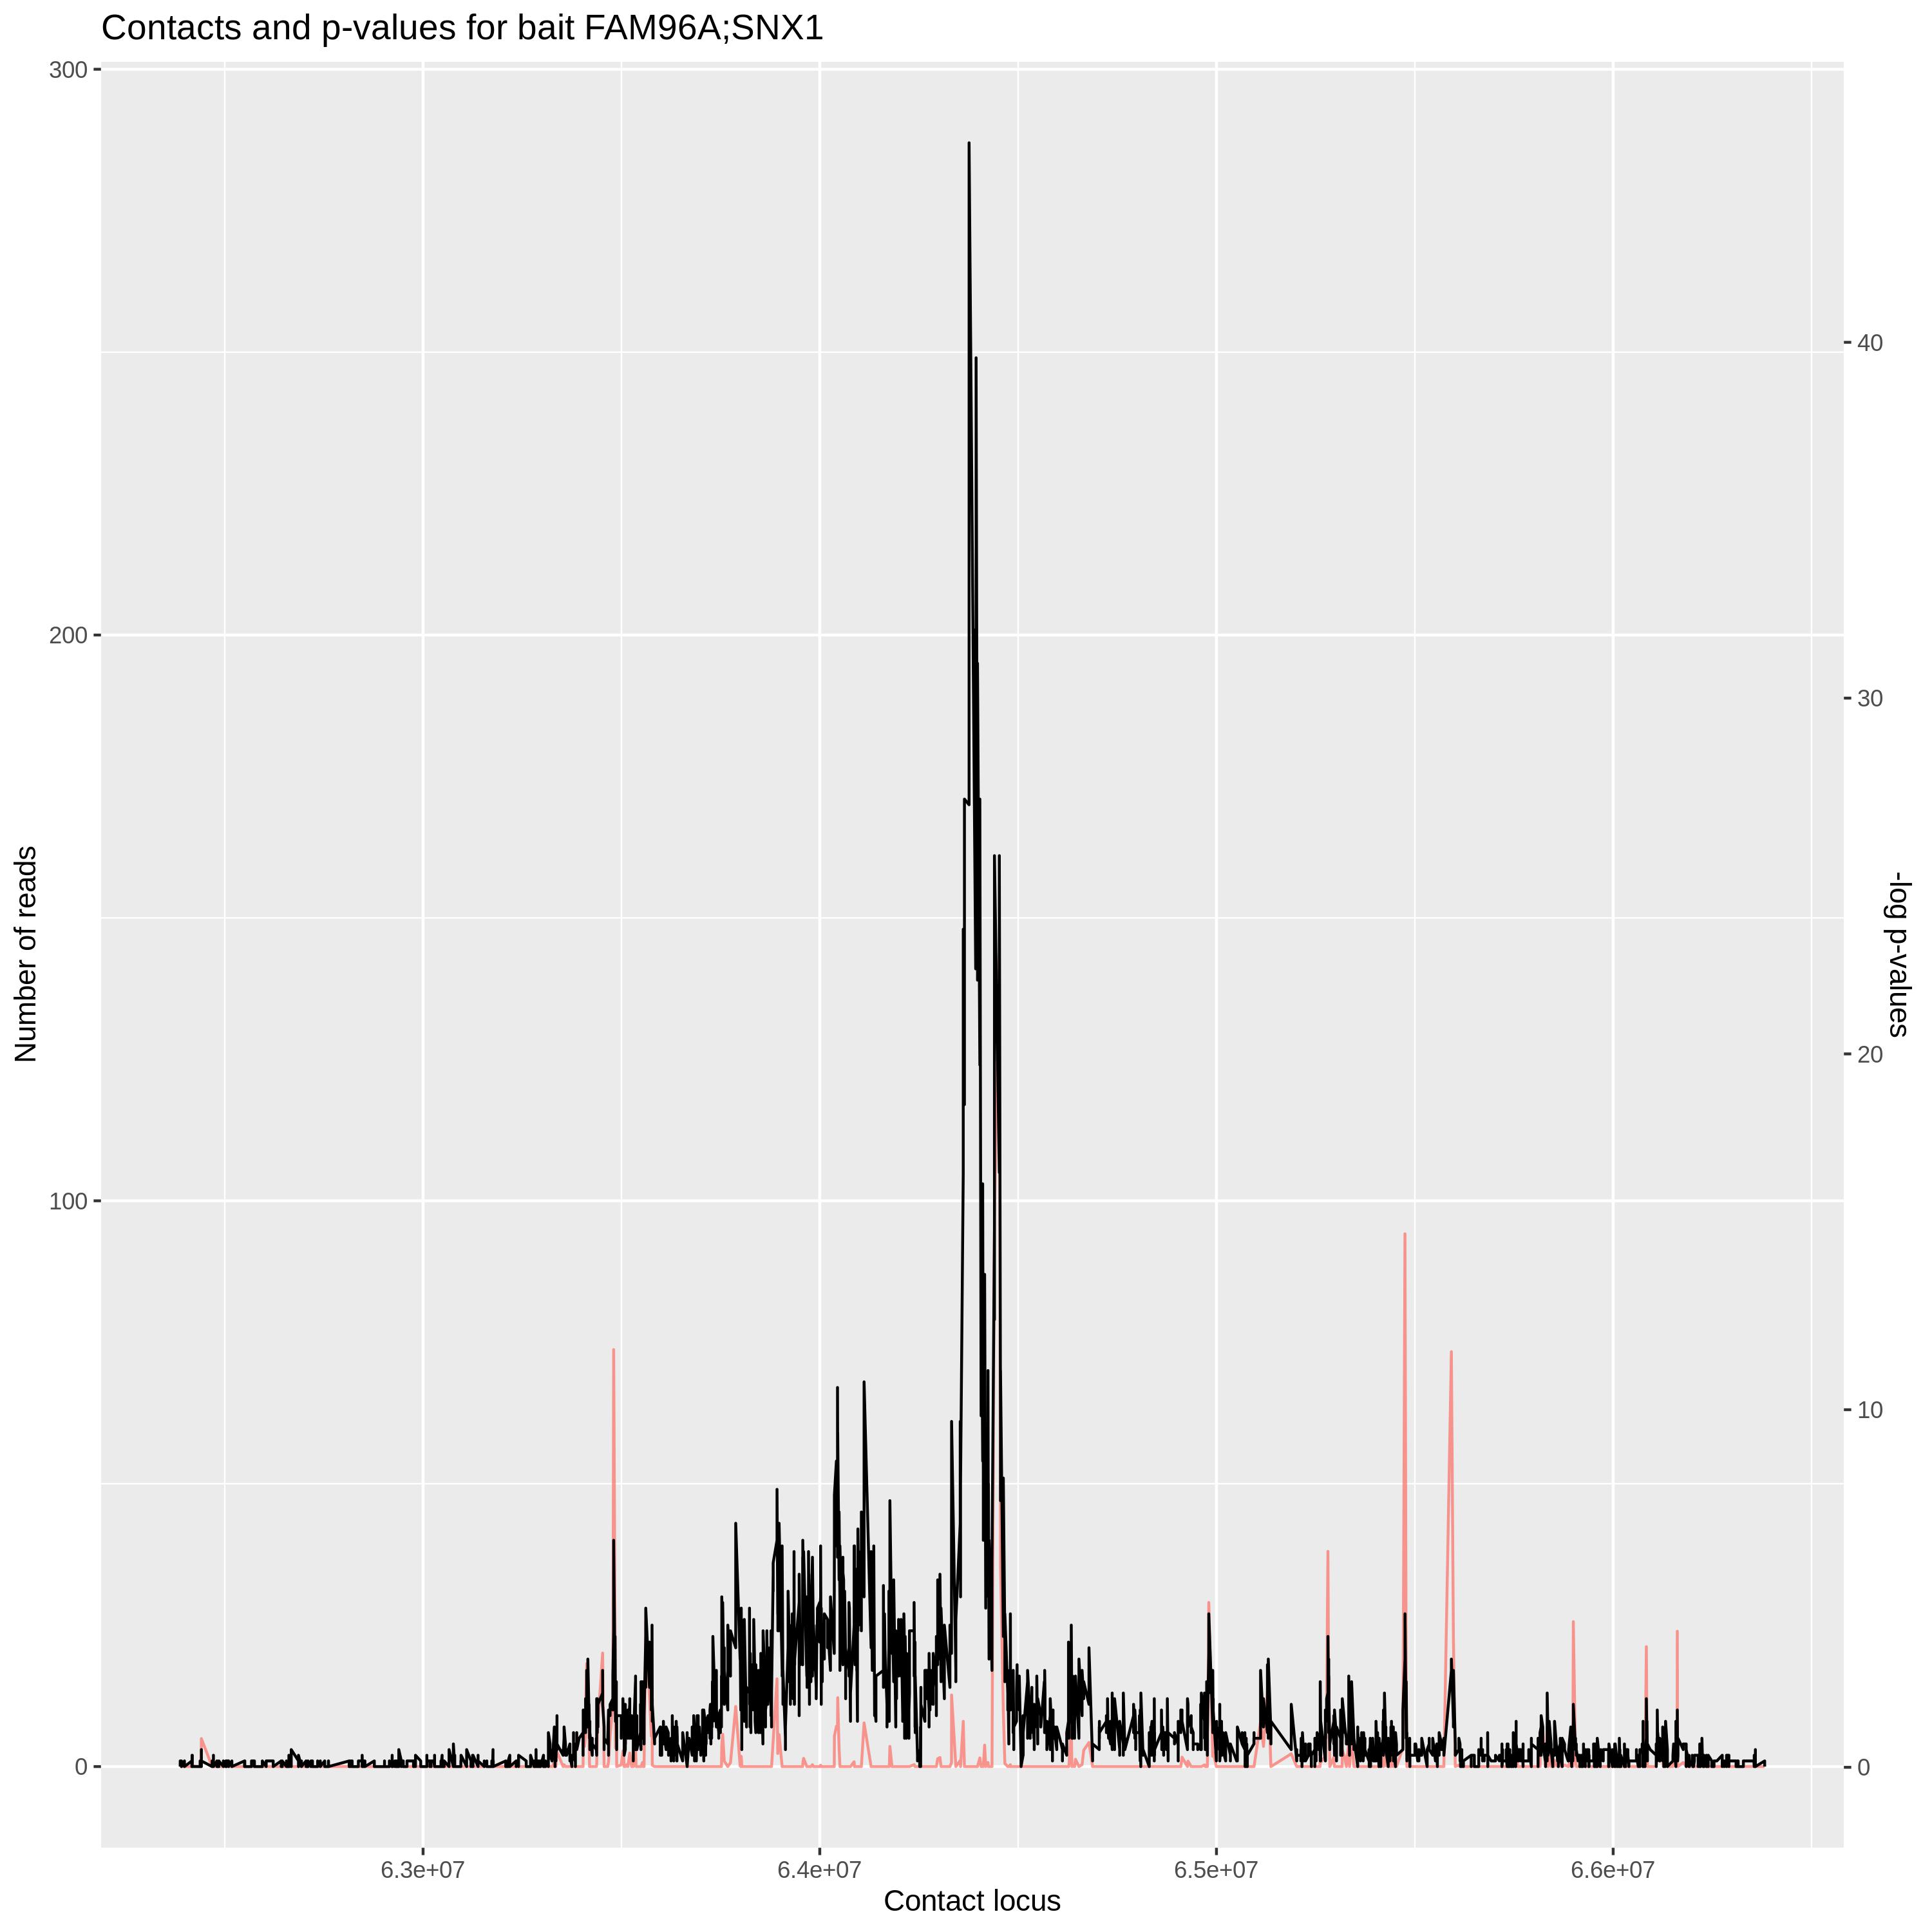 Contacts and p-values for bait FAM96A;SNX1
300
200
100
0
Number of reads
40
30
20
10
0
-log p-values
6.3e+07
6.4e+07
6.5e+07
6.6e+07
Contact locus